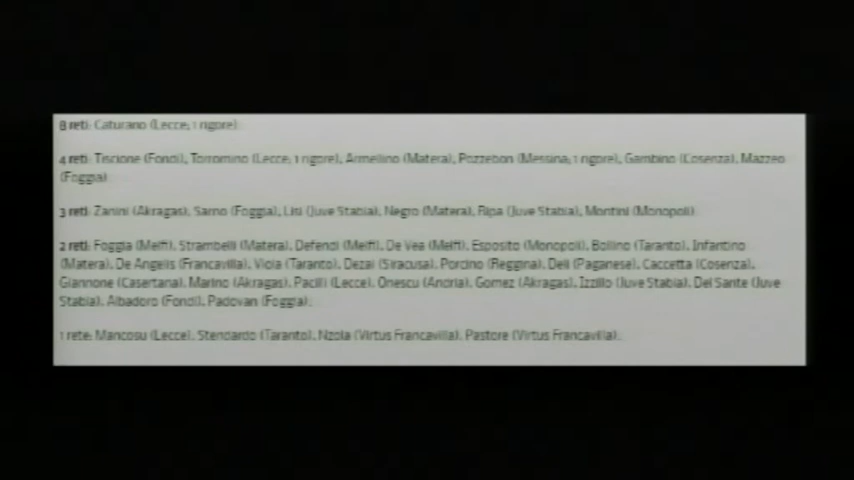 8 reti: Caturano (Lecce, 1 rigore).
4 reti: Tiscione (Fondi), Torromino (Lecce, 1 rigore), Armellino (Matera), Pozzebon (Messina, 1 rigore), Gambino (Cosenza), Mazzeo
(Foggia).
3 reti: Zanini (Akragas), Sarno (Foggia), Lisi (Juve Stabia), Negro (Matera), Ripa (Juve Stabia), Montini (Monopoli).
2 reti: Foggia (Melfi), Strambelli (Matera), Defendi (Melfi), De Vea (Melfi), Esposito (Monopoli), Bollino (Taranto), Infantino
(Matera), De Angelis (Francavilla), Viola (Taranto), Dezai (Siracusa), Porcino (Reggina), Deli (Paganese), Caccetta (Cosenza),
Giannone (Casertana), Marino (Akragas), Pacilli (Lecce), Onescu (Andria), Gomez (Akragas), Izzillo (Juve Stabia), Del Sante (Juve
Stabia), Albadoro (Fondi), Padovan (Foggia).
1 rete: Mancosu (Lecce), Stendardo (Taranto), Nzola (Virtus Francavilla), Pastore (Virtus Francavilla).